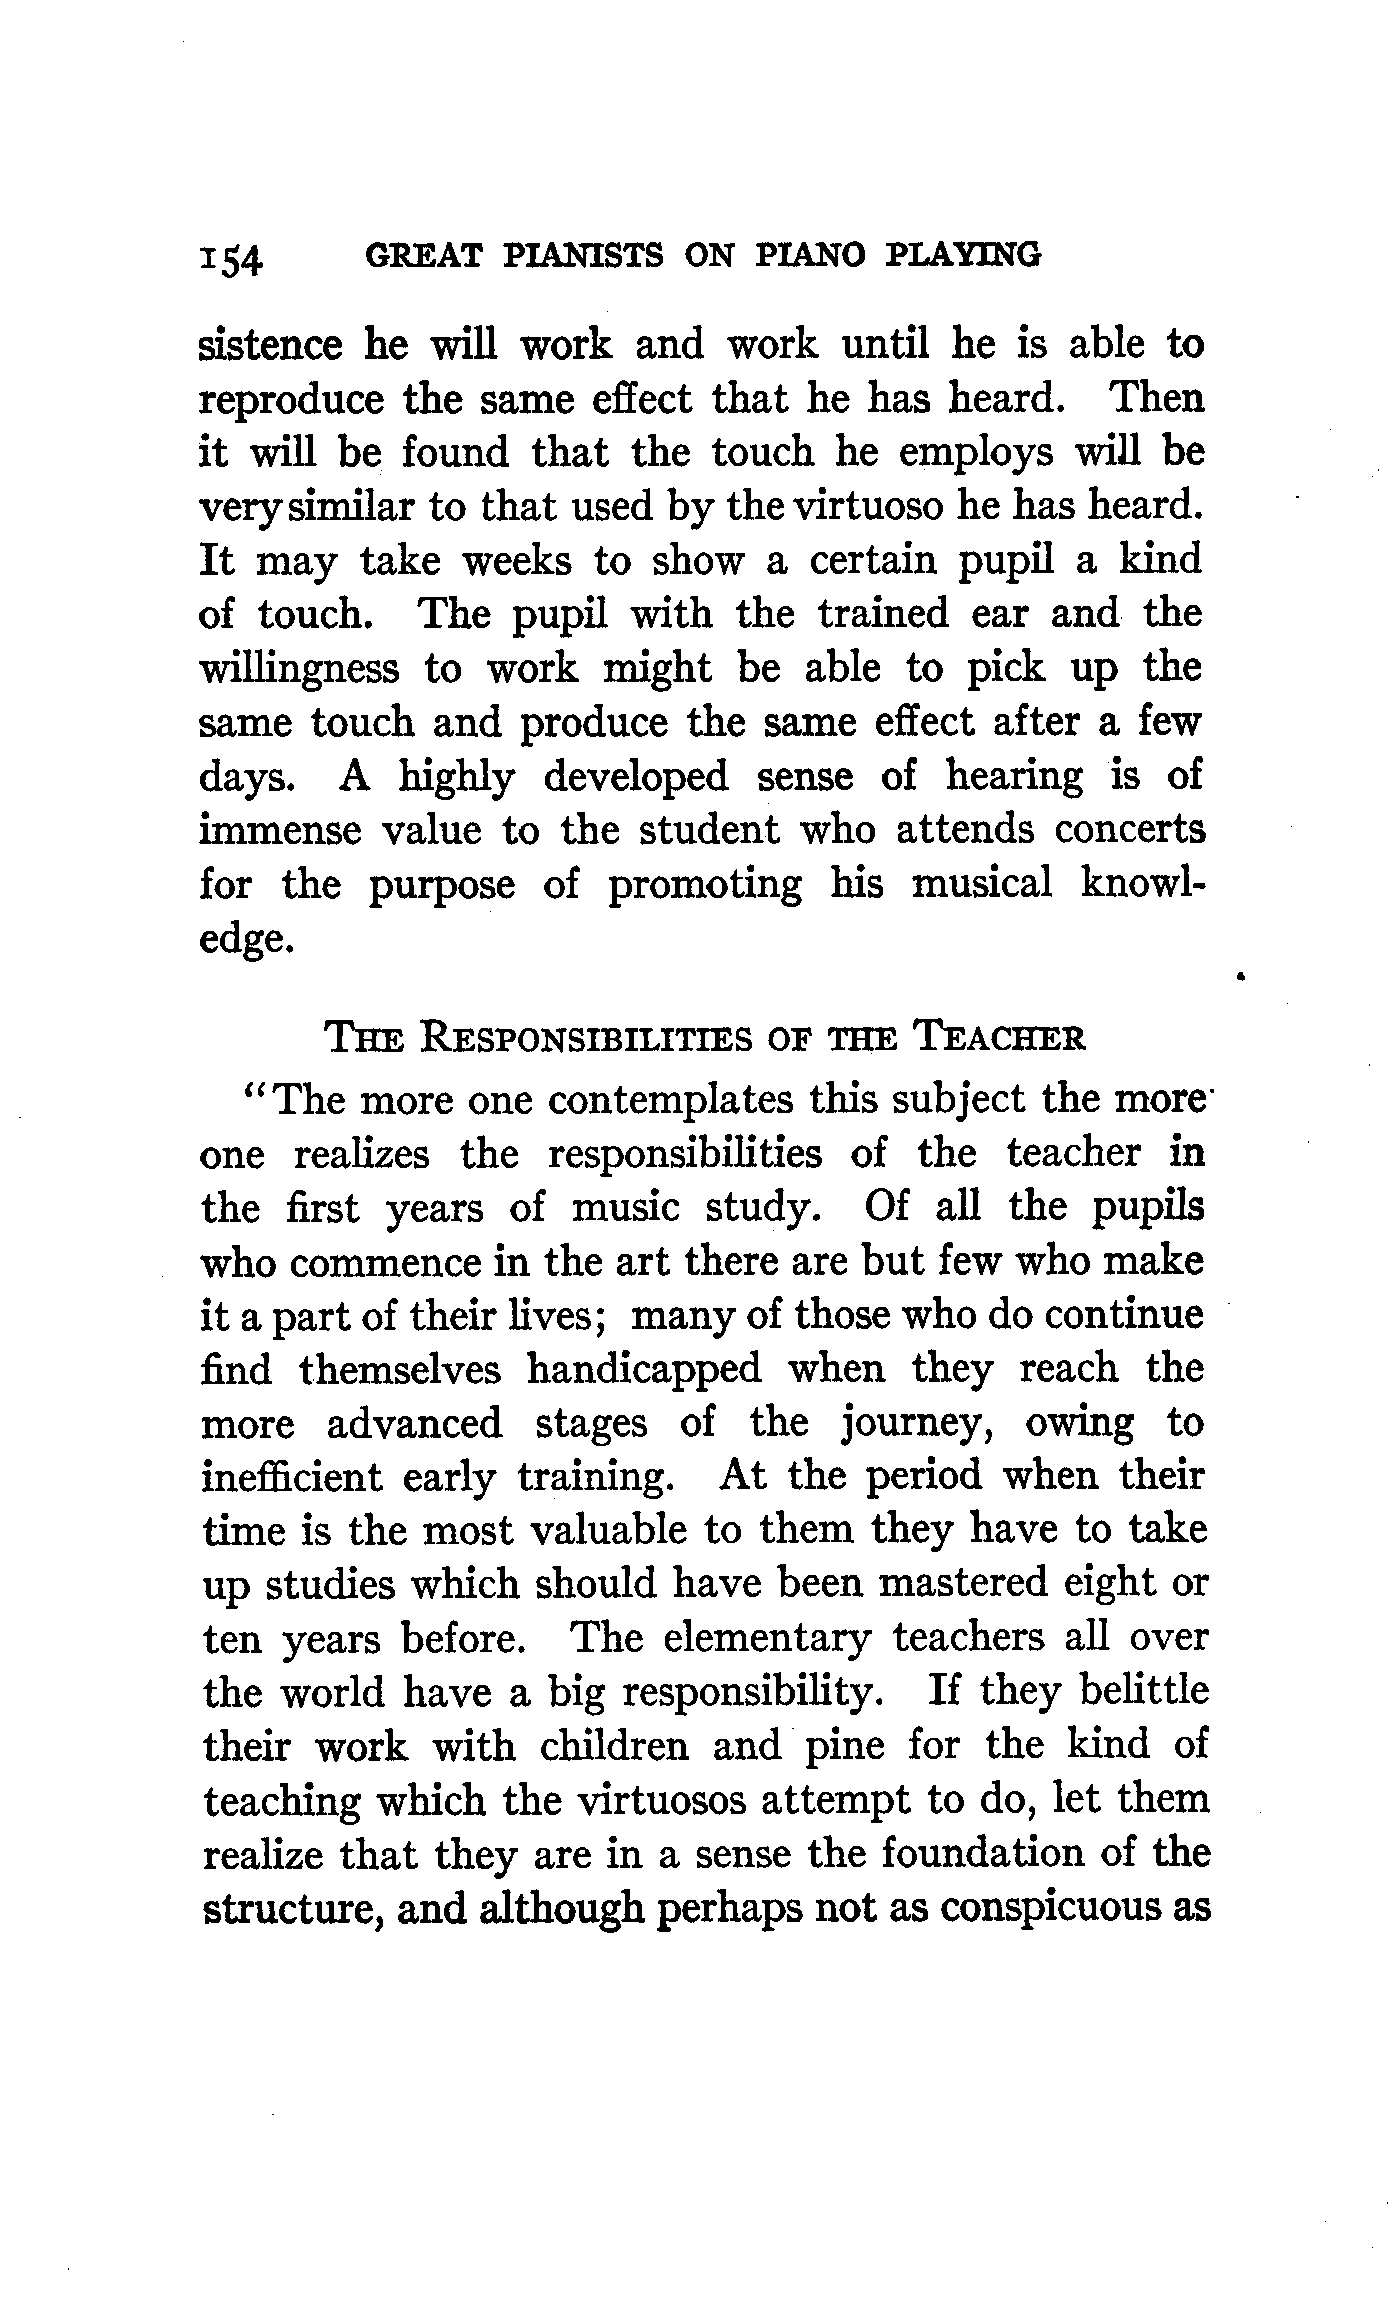 154 GREAT PIANISTS ON PIANO PLAYING
sistence he will work and work until he is able to
reproduce the same effect that he has heard. Then
it will be found that the touch he employs will be
very similar to that used by the virtuoso he has heard.
It may take weeks to show a certain pupil a kind
of touch. The pupil with the trained ear and the
willingness to work might be able to pick up the
same touch and produce the same effect after a few
days. A highly developed sense of hearing is of
immense value to the student who attends concerts
for the purpose of promoting his musical knowl-
edge.
THE RESPONSIBILITIES OF THE TEACHER
"The more one contemplates this subject the more
one realizes the responsibilities of the teacher in
the first years of music study. Of all the pupils
who commence in the art there are but few who make
it a part of their lives; many of those who do continue
find themselves handicapped when they reach the
more advanced stages of the journey, owing to
inefficient early training. At the period when their
time is the most valuable to them they have to take
up studies which should have been mastered eight or
ten years before. The elementary teachers all over
the world have a big responsibility. If they belittle
their work with children and pine for the kind of
teaching which the virtuosos attempt to do, let them
realize that they are in a sense the foundation of the
structure, and although perhaps not as conspicuous as